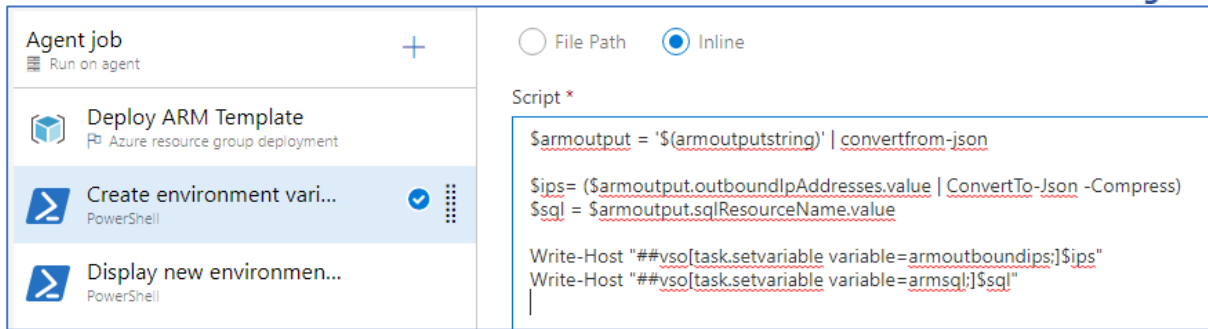 Agent job
Run on agent
Deploy ARM Template
Azure resource group deployment
Create environment vari...
PowerShell
Display new environmen...
PowerShell
File Path
Inline
Script *
$armoutput = '$(armoutputstring)' | convertfrom-json
$ips= ($armoutput.outboundIpAddresses.value | ConvertTo-Json -Compress)
$sql = $armoutput.sqlResourceName.value
Write-Host "##vso[task.setvariable variable=armoutboundips;]$ips"
Write-Host "##vso[task.setvariable variable=armsql;]$sql"